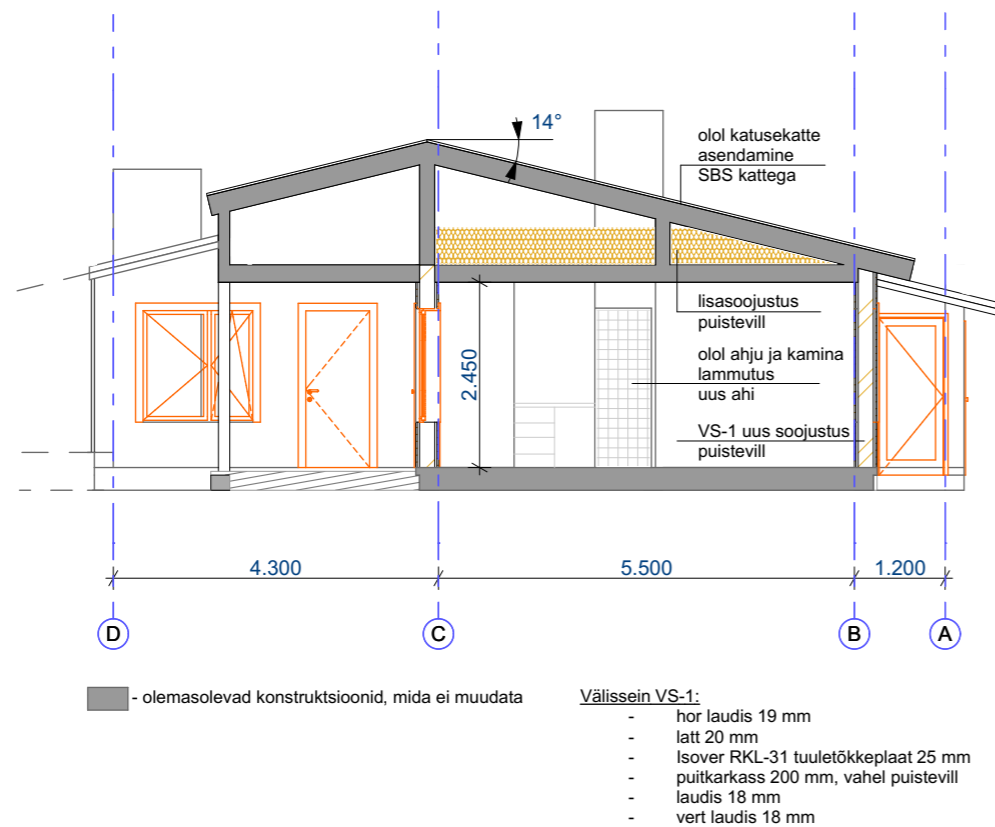 14°
olol katusekatte
asendamine
SBS kattega
lisasoojustus
puistevill
olol ahju ja kamina
lammutus
uus ahi
VS-1 uus soojustus
puistevill
2.450
4.300
5.500
1.200
D
C
B
A
- olemasolevad konstruktsioonid, mida ei muudata
Välissein VS-1:
- hor laudis 19 mm
- latt 20 mm
- Isover RKL-31 tuuletõkkeplaat 25 mm
- puitkarkass 200 mm, vahel puistevill
- laudis 18 mm
- vert laudis 18 mm